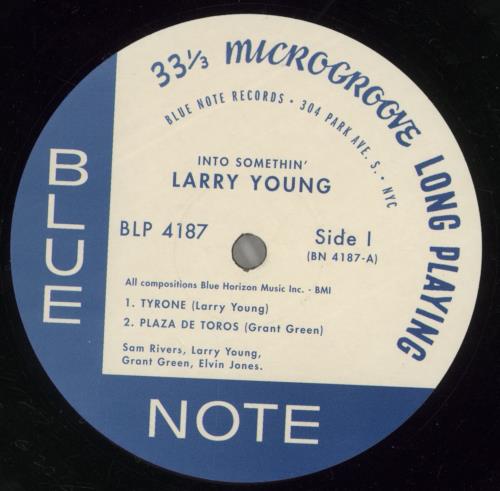 33⅓ MICROGROOVE LONG PLAYING
BLUE NOTE RECORDS • 304 PARK AVE. S. • NYC
INTO SOMETHIN'
LARRY YOUNG
BLP 4187
Side I
(BN 4187-A)
All compositions Blue Horizon Music Inc. - BMI
1. TYRONE (Larry Young)
2. PLAZA DE TOROS (Grant Green)
Sam Rivers, Larry Young,
Grant Green, Elvin Jones.
BLUE
NOTE